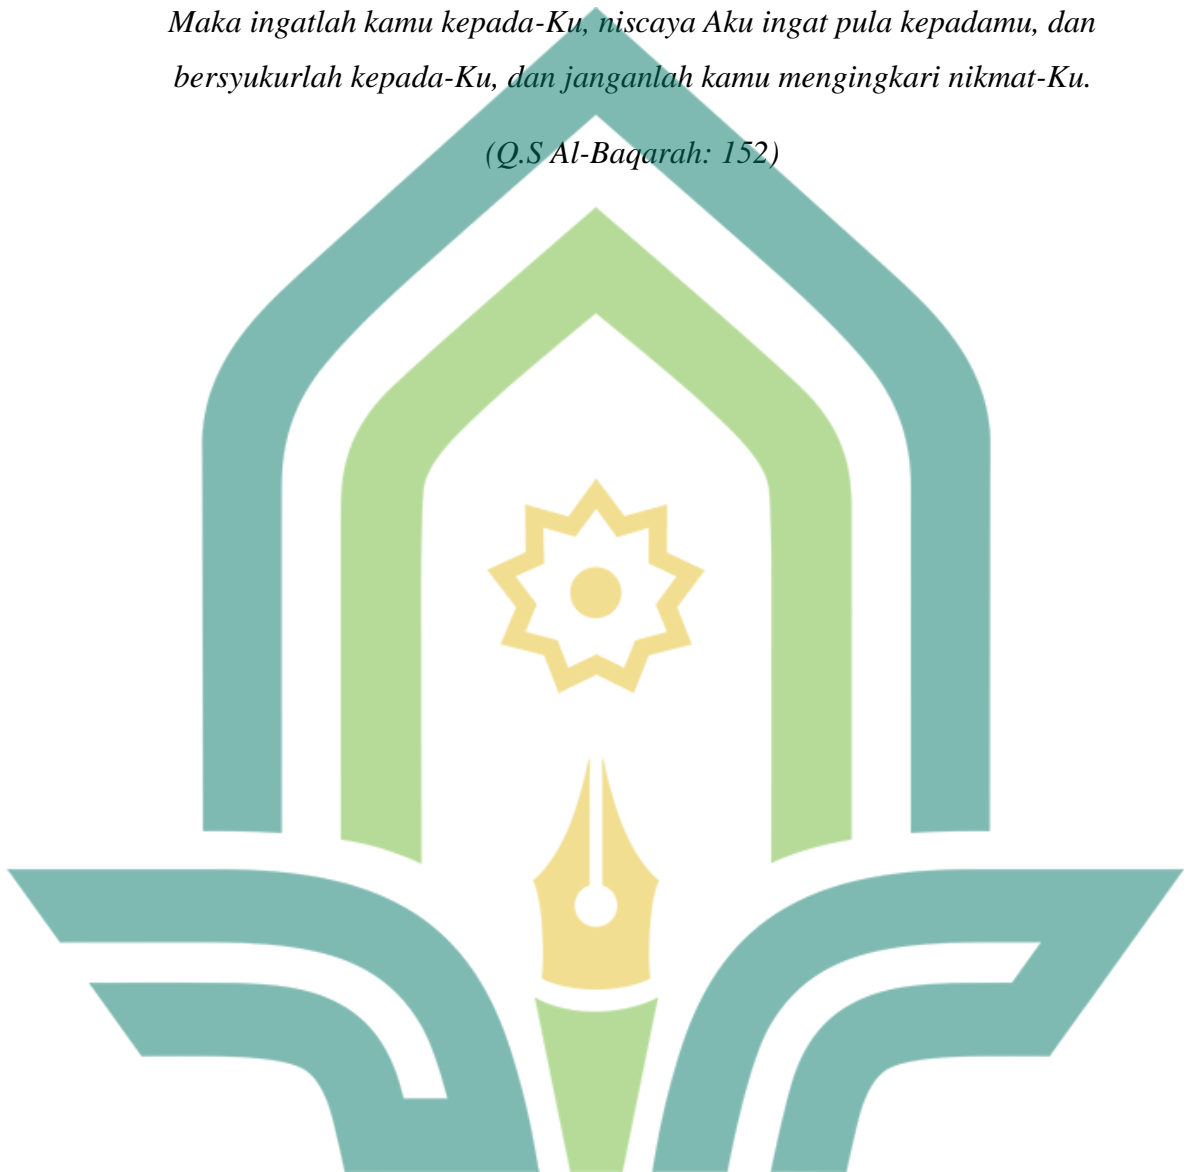 Maka ingatlah kamu kepada-Ku, niscaya Aku ingat pula kepadamu, dan
bersyukurlah kepada-Ku, dan janganlah kamu mengingkari nikmat-Ku.
(Q.S Al-Baqarah: 152)